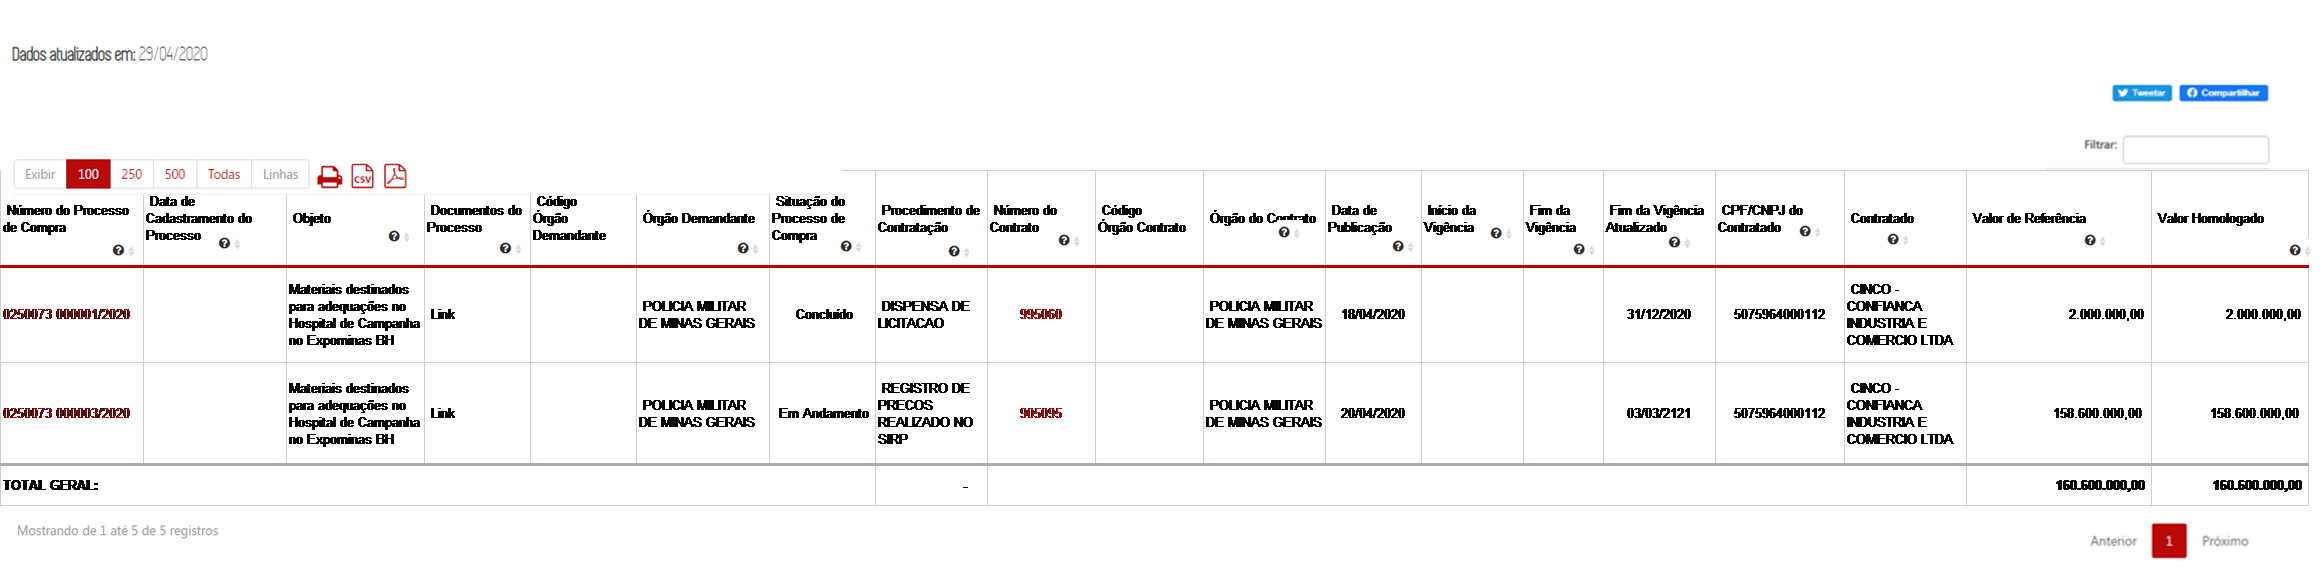 Dados atualizados em: 29/04/2020
Tweetar Compartilhar
Filtrar:
Exibir 100 250 500 Todas Linhas CSV
Número do Processo
de Compra
Data de
Cadastramento do
Processo
Objeto
Documentos do
Processo
Código
Órgão
Demandante
Órgão Demandante
Situação do
Processo de
Compra
Procedimento de
Contratação
Número do
Contrato
Código
Órgão Contrato
Órgão do Contrato
Data de
Publicação
Início da
Vigência
Fim da
Vigência
Fim da Vigência
Atualizado
CPF/CNPJ do
Contratado
Contratado
Valor de Referência
Valor Homologado
0250073 000001/2020
Materiais destinados
para adequações no
Hospital de Campanha
no Expominas BH
Link
POLICIA MILITAR
DE MINAS GERAIS
Concluído
DISPENSA DE
LICITACAO
995060
POLICIA MILITAR
DE MINAS GERAIS
18/04/2020
31/12/2020
5075964000112
CINCO -
CONFIANCA
INDUSTRIA E
COMERCIO LTDA
2.000.000,00
2.000.000,00
0250073 000003/2020
Materiais destinados
para adequações no
Hospital de Campanha
no Expominas BH
Link
POLICIA MILITAR
DE MINAS GERAIS
Em Andamento
REGISTRO DE
PRECOS
REALIZADO NO
SIRP
905095
POLICIA MILITAR
DE MINAS GERAIS
20/04/2020
03/03/2121
5075964000112
CINCO -
CONFIANCA
INDUSTRIA E
COMERCIO LTDA
158.600.000,00
158.600.000,00
TOTAL GERAL:
-
160.600.000,00
160.600.000,00
Mostrando de 1 até 5 de 5 registros
Anterior 1 Próximo